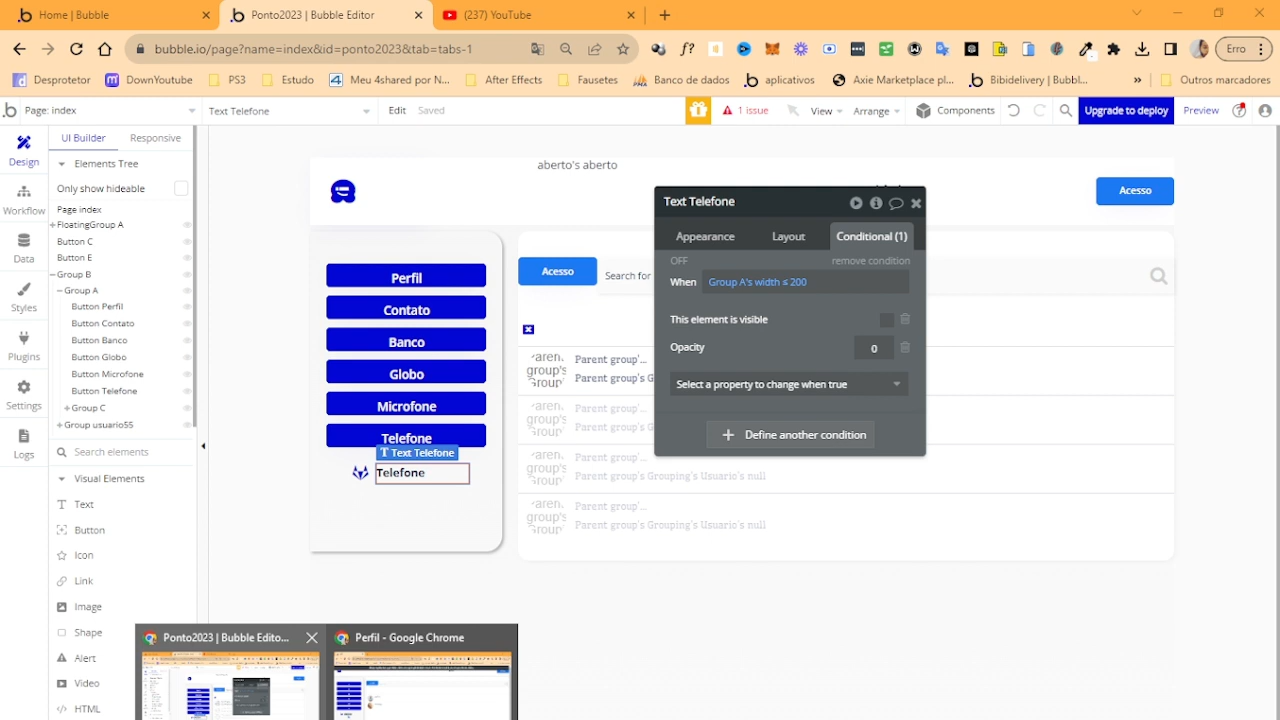 Home | Bubble
Ponto2023 | Bubble Editor
(237) YouTube
bubble.io/page?name=index&id=ponto2023&tab=tabs-1
Erro
Desprotetor
DownYoutube
PS3
Estudo
Meu 4shared por N...
After Effects
Fausetes
Banco de dados
aplicativos
Axie Marketplace pl...
Bibidelivery | Bubbl...
»
Outros marcadores
Page: index
Text Telefone
Edit
Saved
1 issue
View
Arrange
Components
Upgrade to deploy
Preview
Design
Workflow
Data
Styles
Plugins
Settings
Logs
UI Builder
Responsive
Elements Tree
Only show hideable
Page index
FloatingGroup A
Button C
Button E
Group B
Group A
Button Perfil
Button Contato
Button Banco
Button Globo
Button Microfone
Button Telefone
Group C
Group usuario55
Search elements
Visual Elements
Text
Button
Icon
Link
Image
Shape
Alert
Video
HTML
aberto's aberto
Acesso
Perfil
Contato
Banco
Globo
Microfone
Telefone
Text Telefone
Telefone
Acesso
Search for
Parent group'...
Parent group's G
Parent group'...
Parent group's G
Parent group'...
Parent group's Grouping's Usuario's null
Parent group'...
Parent group's Grouping's Usuario's null
Text Telefone
Appearance
Layout
Conditional (1)
OFF
remove condition
When
Group A's width ≤ 200
This element is visible
Opacity
0
Select a property to change when true
Define another condition
Ponto2023 | Bubble Edito...
Perfil - Google Chrome